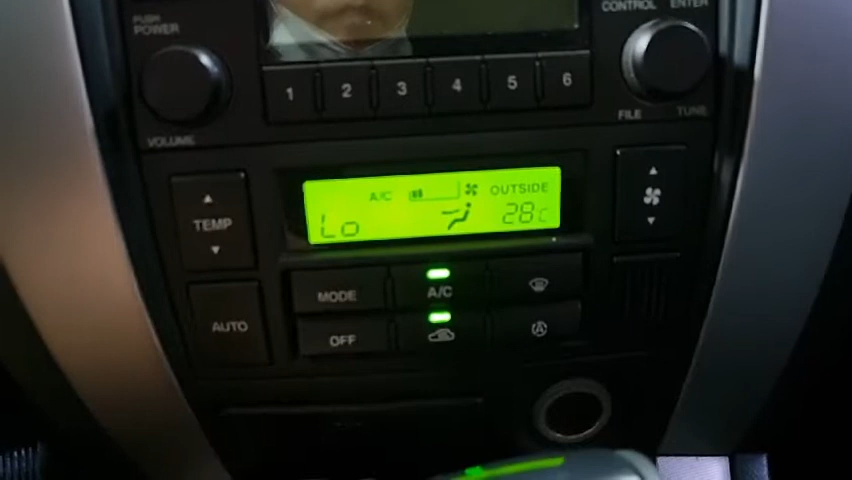 PUSH
POWER
CONTROL ENTER
1 2 3 4 5 6
VOLUME
FILE TUNE
A/C OUTSIDE
Lo 28c
TEMP
MODE A/C
AUTO
OFF